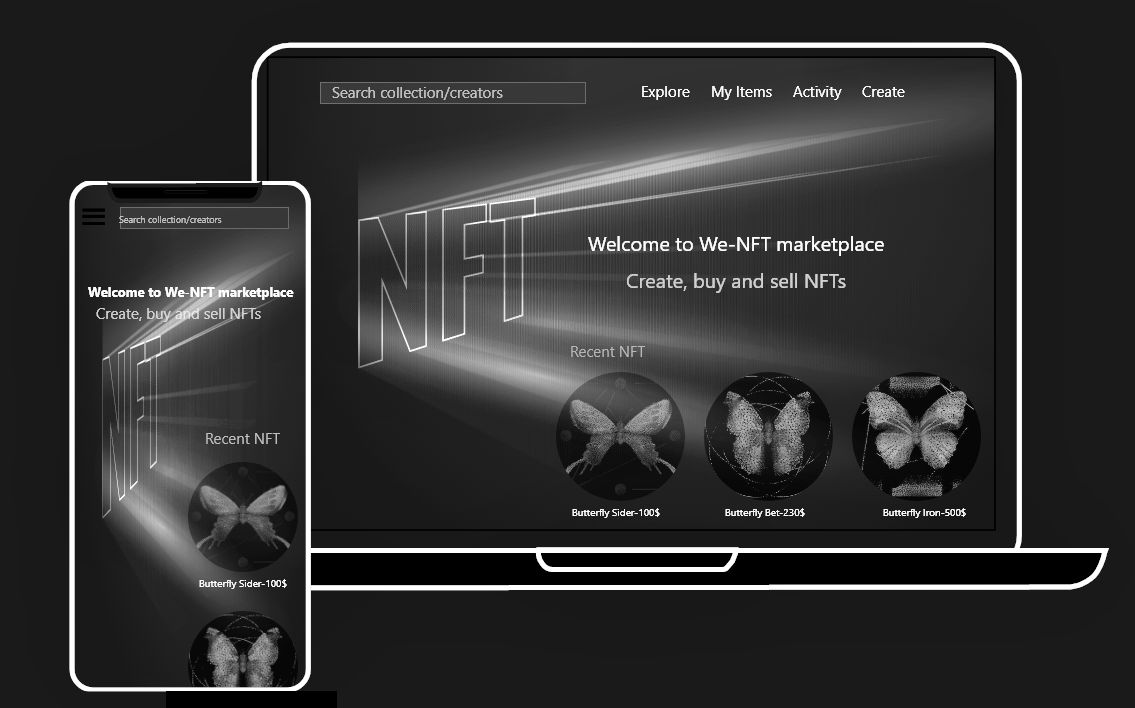 Search collection/creators
Explore My Items Activity Create
NFT
Welcome to We-NFT marketplace
Create, buy and sell NFTs
Recent NFT
Butterfly Sider-100$
Butterfly Bet-230$
Butterfly Iron-500$
Search collection/creators
Welcome to We-NFT marketplace
Create, buy and sell NFTs
NFT
Recent NFT
Butterfly Sider-100$